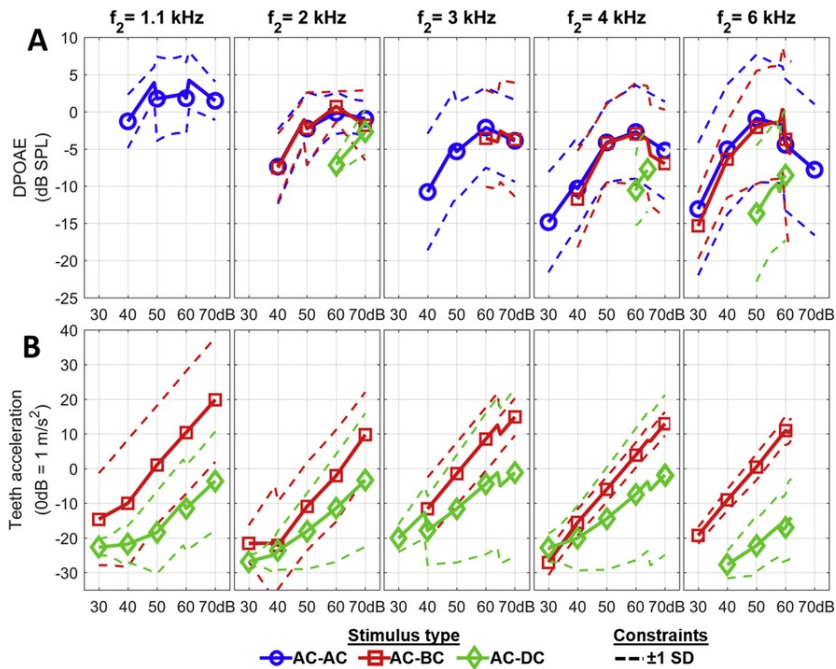 f2= 1.1 kHz f2= 2 kHz f2= 3 kHz f2= 4 kHz f2= 6 kHz
A
DPOAE
(dB SPL)
10
5
0
-5
-10
-15
-20
-25
30 40 50 60 70dB 30 40 50 60 70dB 30 40 50 60 70dB 30 40 50 60 70dB 30 40 50 60 70dB
B
Teeth acceleration
(0dB = 1 m/s²)
40
30
20
10
0
-10
-20
-30
30 40 50 60 70dB 30 40 50 60 70dB 30 40 50 60 70dB 30 40 50 60 70dB 30 40 50 60 70dB
Stimulus type Constraints
AC-AC AC-BC AC-DC ±1 SD